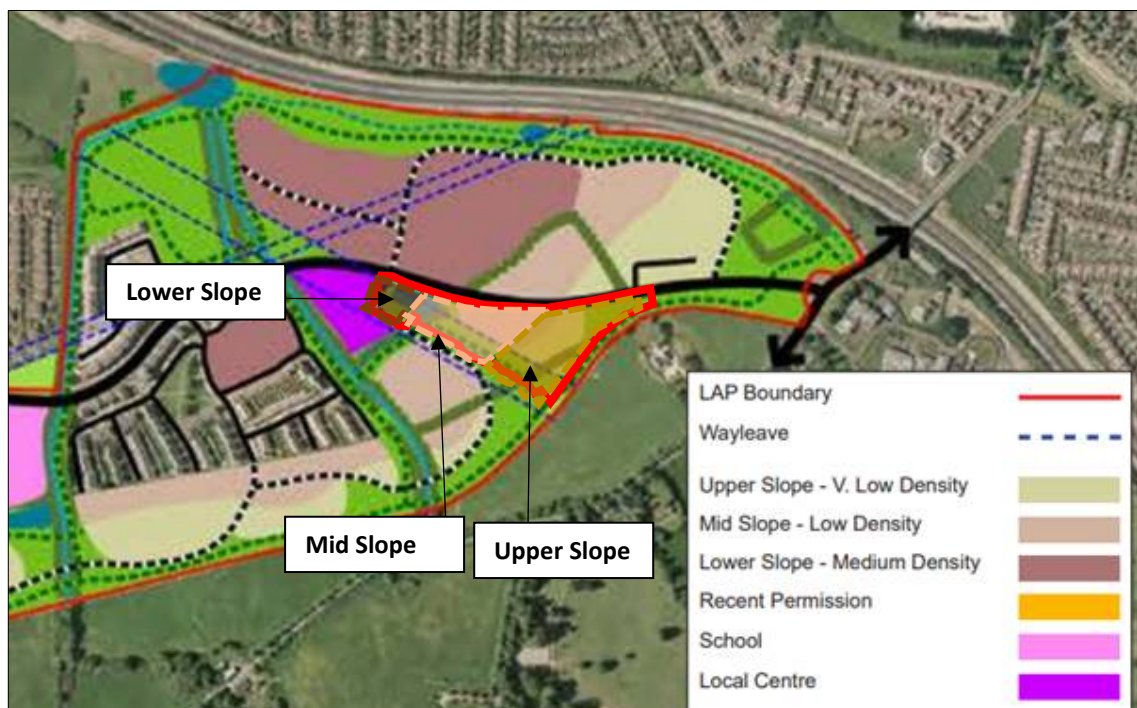 Lower Slope
Mid Slope
Upper Slope
LAP Boundary
Wayleave
Upper Slope - V. Low Density
Mid Slope - Low Density
Lower Slope - Medium Density
Recent Permission
School
Local Centre